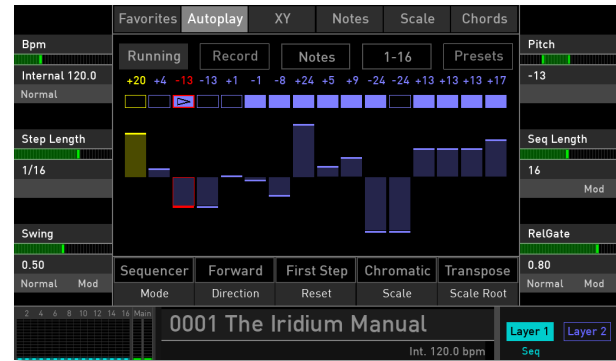 Favorites Autoplay XY Notes Scale Chords
Bpm
Internal 120.0
Normal
Step Length
1/16
Swing
0.50
Normal Mod
Running Record Notes 1-16 Presets
+20 +4 -13 -13 +1 -1 -8 +24 +5 +9 -24 -24 +13 +13 +13 +17
Sequencer Forward First Step Chromatic Transpose
Mode Direction Reset Scale Scale Root
Pitch
-13
Seq Length
16
Mod
RelGate
0.80
Normal Mod
2 4 6 8 10 12 14 16 Main
0001 The Iridium Manual
Int. 120.0 bpm
Layer 1 Layer 2
Seq